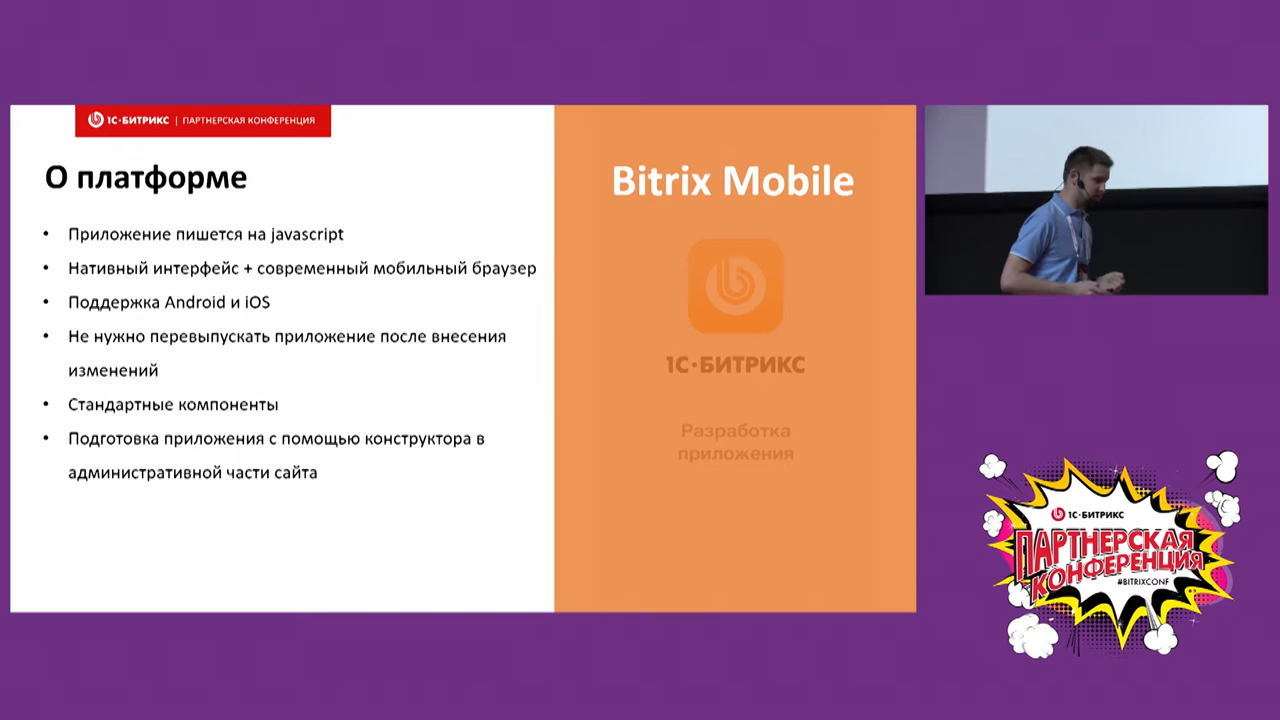 1С·БИТРИКС | ПАРТНЕРСКАЯ КОНФЕРЕНЦИЯ
О платформе
• Приложение пишется на javascript
• Нативный интерфейс + современный мобильный браузер
• Поддержка Android и iOS
• Не нужно перевыпускать приложение после внесения
изменений
• Стандартные компоненты
• Подготовка приложения с помощью конструктора в
административной части сайта
Bitrix Mobile
1С·БИТРИКС
Разработка
приложения
1С·БИТРИКС
ПАРТНЕРСКАЯ
КОНФЕРЕНЦИЯ
#BITRIXCONF